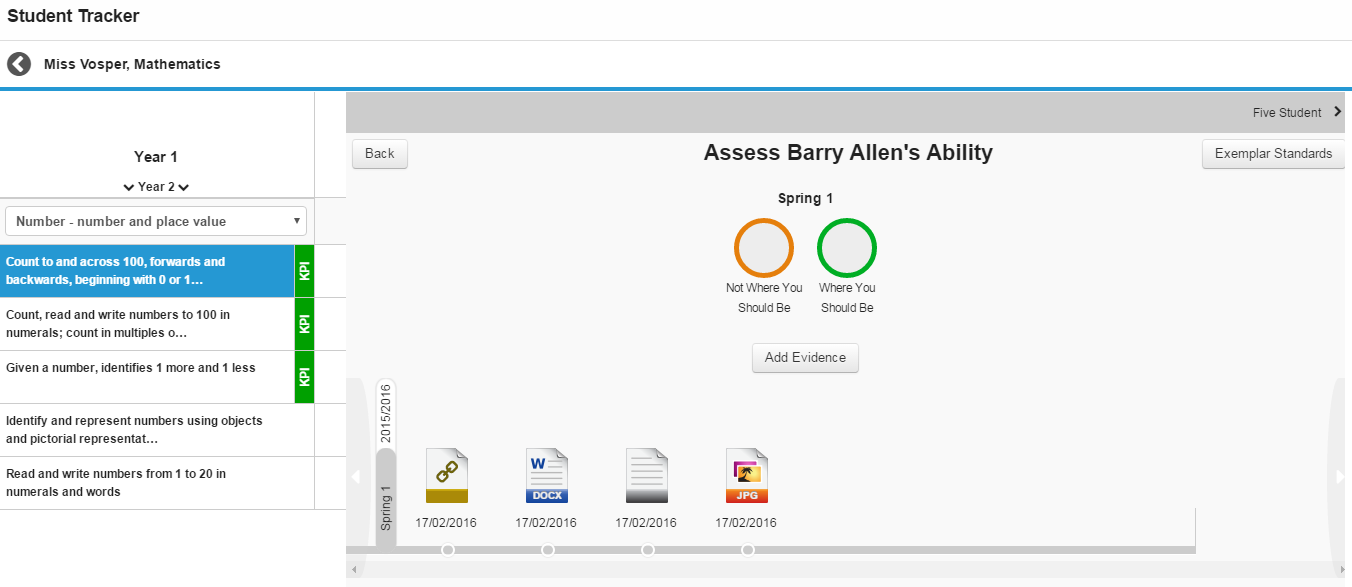 Student Tracker
Miss Vosper, Mathematics
Five Student
Year 1
Year 2
Back
Assess Barry Allen's Ability
Exemplar Standards
Spring 1
Number - number and place value
Count to and across 100, forwards and
backwards, beginning with 0 or 1…
KPI
Count, read and write numbers to 100 in
numerals; count in multiples o…
KPI
Given a number, identifies 1 more and 1 less
KPI
Identify and represent numbers using objects
and pictorial representat…
Read and write numbers from 1 to 20 in
numerals and words
Not Where You
Should Be
Where You
Should Be
Add Evidence
2015/2016
Spring 1
W
DOCX
JPG
17/02/2016
17/02/2016
17/02/2016
17/02/2016